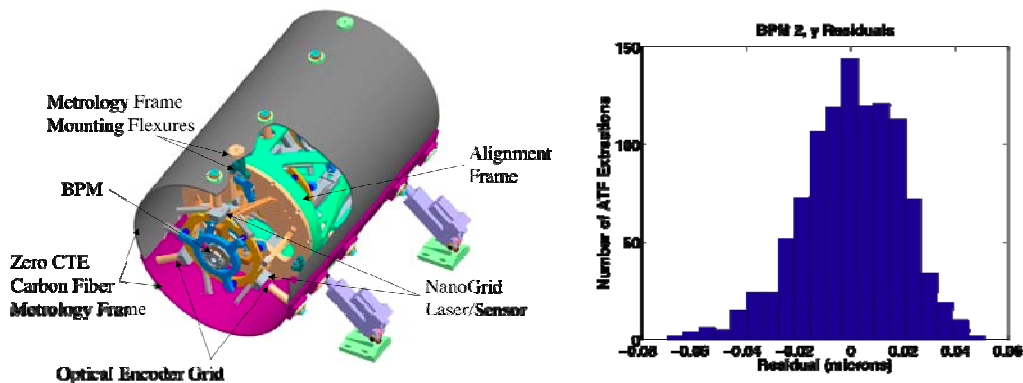 Metrology Frame
Mounting Flexures
BPM
Alignment
Frame
Zero CTE
Carbon Fiber
Metrology Frame
NanoGrid
Laser/Sensor
Optical Encoder Grid
BPM 2, y Residuals
Number of ATF Extractions
150
100
50
0
−0.08 −0.06 −0.04 −0.02 0 0.02 0.04 0.06
Residual (microns)